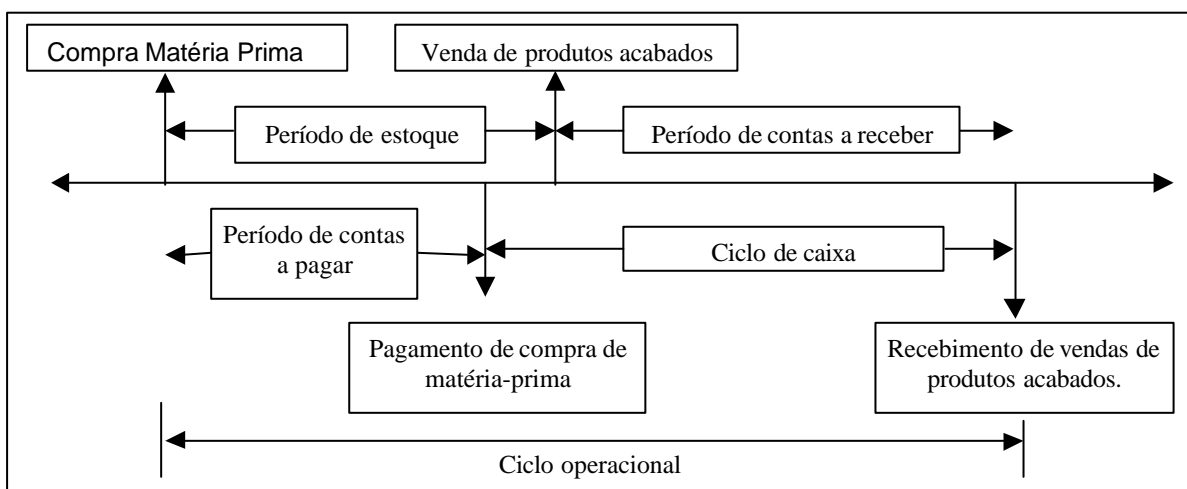 Compra Matéria Prima
Venda de produtos acabados
Período de estoque
Período de contas a receber
Período de contas
a pagar
Ciclo de caixa
Pagamento de compra de
matéria-prima
Recebimento de vendas de
produtos acabados.
Ciclo operacional